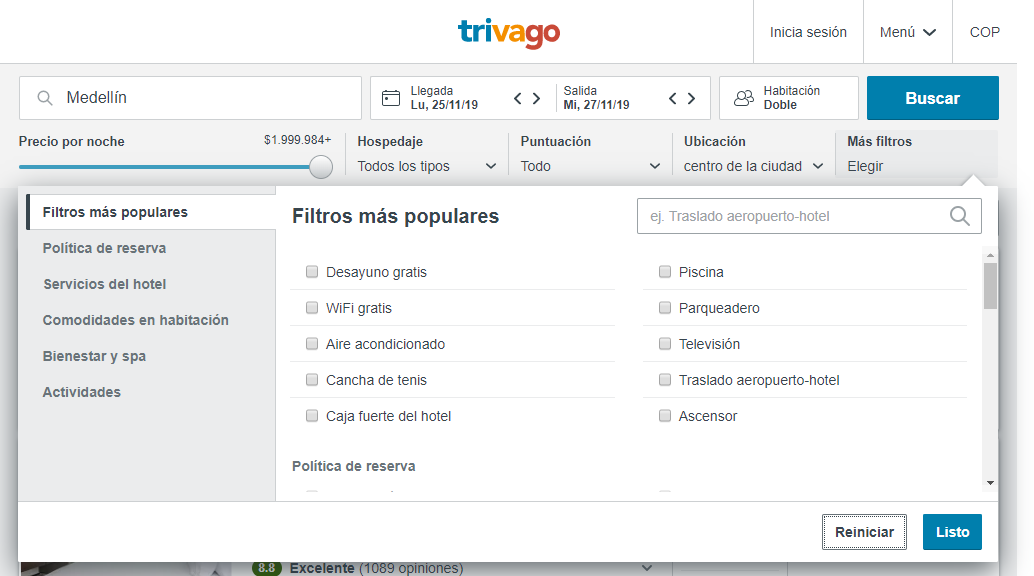 trivago
Inicia sesión
Menú
COP
Medellín
Llegada
Lu, 25/11/19
Salida
Mi, 27/11/19
Habitación
Doble
Buscar
Precio por noche
$1.999.984+
Hospedaje
Todos los tipos
Puntuación
Todo
Ubicación
centro de la ciudad
Más filtros
Elegir
Filtros más populares
Política de reserva
Servicios del hotel
Comodidades en habitación
Bienestar y spa
Actividades
Filtros más populares
ej. Traslado aeropuerto-hotel
Desayuno gratis
Piscina
WiFi gratis
Parqueadero
Aire acondicionado
Televisión
Cancha de tenis
Traslado aeropuerto-hotel
Caja fuerte del hotel
Ascensor
Política de reserva
Reiniciar
Listo
8.8 Excelente (1089 opiniones)